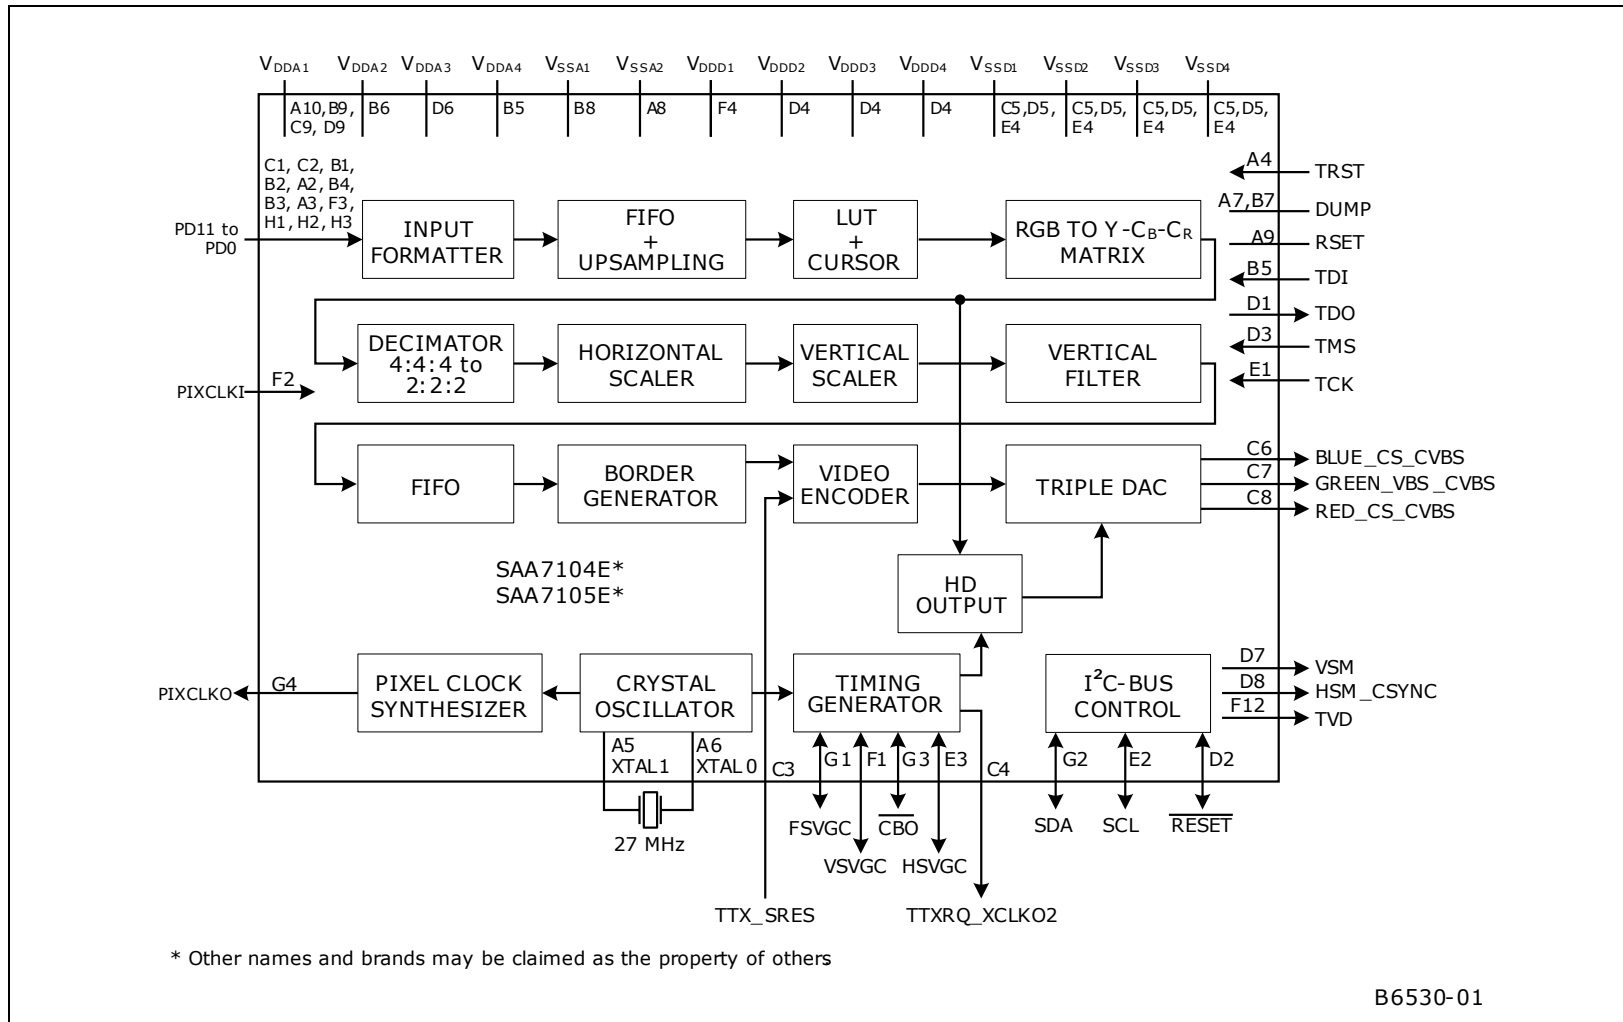 VDDA1 VDDA2 VDDA3 VDDA4 VSSA1 VSSA2 VDDD1 VDDD2 VDDD3 VDDD4 VSSD1 VSSD2 VSSD3 VSSD4
A10, B9, B6 D6 B5 B8 A8 F4 D4 D4 D4 C5,D5, C5,D5, C5,D5, C5,D5,
C9, D9 E4 E4 E4 E4
C1, C2, B1,
B2, A2, B4,
B3, A3, F3,
H1, H2, H3
PD11 to
PD0
INPUT
FORMATTER
FIFO
+
UPSAMPLING
LUT
+
CURSOR
RGB TO Y-CB-CR
MATRIX
A4 TRST
A7,B7 DUMP
A9 RSET
B5 TDI
D1 TDO
D3 TMS
E1 TCK
PIXCLKI F2
DECIMATOR
4:4:4 to
2:2:2
HORIZONTAL
SCALER
VERTICAL
SCALER
VERTICAL
FILTER
FIFO
BORDER
GENERATOR
VIDEO
ENCODER
TRIPLE DAC
C6 BLUE_CS_CVBS
C7 GREEN_VBS_CVBS
C8 RED_CS_CVBS
SAA7104E*
SAA7105E*
HD
OUTPUT
PIXCLKO G4
PIXEL CLOCK
SYNTHESIZER
CRYSTAL
OSCILLATOR
TIMING
GENERATOR
I²C-BUS
CONTROL
D7 VSM
D8 HSM_CSYNC
F12 TVD
A5 A6
XTAL1 XTAL0
C3 G1 F1 G3 E3 C4 G2 E2 D2
27 MHz
FSVGC CBO SDA SCL RESET
VSVGC HSVGC
TTX_SRES TTXRQ_XCLKO2
* Other names and brands may be claimed as the property of others
B6530-01